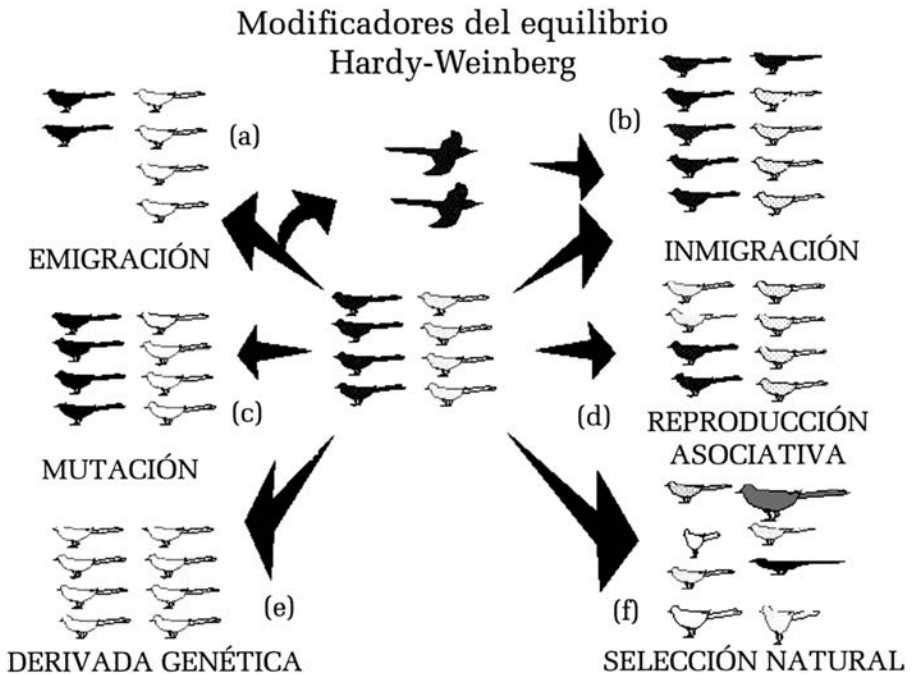 Modificadores del equilibrio
Hardy-Weinberg
(a)
(b)
EMIGRACIÓN
INMIGRACIÓN
(c)
(d)
MUTACIÓN
REPRODUCCIÓN
ASOCIATIVA
(e)
(f)
DERIVADA GENÉTICA
SELECCIÓN NATURAL